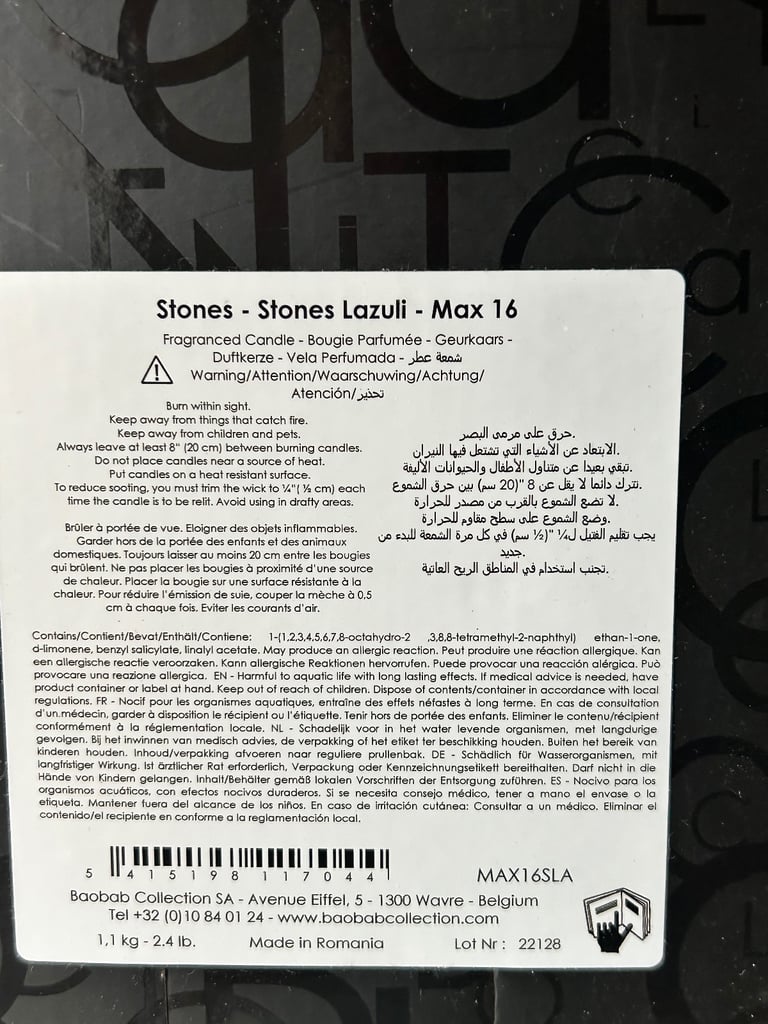 Stones - Stones Lazuli - Max 16
Fragranced Candle - Bougie Parfumée - Geurkaars -
Duftkerze - Vela Perfumada - شمعة عطر
Warning/Attention/Waarschuwing/Achtung/
Atención/تحذير
Burn within sight.
Keep away from things that catch fire.
Keep away from children and pets.
Always leave at least 8" (20 cm) between burning candles.
Do not place candles near a source of heat.
Put candles on a heat resistant surface.
To reduce sooting, you must trim the wick to ¼"( ½ cm) each
time the candle is to be relit. Avoid using in drafty areas.
Brûler à portée de vue. Eloigner des objets inflammables.
Garder hors de la portée des enfants et des animaux
domestiques. Toujours laisser au moins 20 cm entre les bougies
qui brûlent. Ne pas placer les bougies à proximité d'une source
de chaleur. Placer la bougie sur une surface résistante à la
chaleur. Pour réduire l'émission de suie, couper la mèche à 0,5
cm à chaque fois. Eviter les courants d'air.
حرق على مرمى البصر.
الابتعاد عن الأشياء التي تشتعل فيها النيران.
تبقي بعيدا عن متناول الأطفال والحيوانات الأليفة.
نترك دائما لا يقل عن 8 "(20 سم) بين حرق الشموع.
لا تضع الشموع بالقرب من مصدر للحرارة.
وضع الشموع على سطح مقاوم للحرارة.
يجب تقليم الفتيل ل¼ "(½ سم) في كل مرة الشمعة للبدء من
جديد.
تجنب استخدام في المناطق الريح العاتية.
Contains/Contient/Bevat/Enthält/Contiene: 1-(1,2,3,4,5,6,7,8-octahydro-2 ,3,8,8-tetramethyl-2-naphthyl) ethan-1-one,
d-limonene, benzyl salicylate, linalyl acetate. May produce an allergic reaction. Peut produire une réaction allergique. Kan
een allergische reactie veroorzaken. Kann allergische Reaktionen hervorrufen. Puede provocar una reacción alérgica. Può
provocare una reazione allergica. EN - Harmful to aquatic life with long lasting effects. If medical advice is needed, have
product container or label at hand. Keep out of reach of children. Dispose of contents/container in accordance with local
regulations. FR - Nocif pour les organismes aquatiques, entraîne des effets néfastes à long terme. En cas de consultation
d'un médecin, garder à disposition le récipient ou l'étiquette. Tenir hors de portée des enfants. Eliminer le contenu/récipient
conformément à la réglementation locale. NL - Schadelijk voor in het water levende organismen, met langdurige
gevolgen. Bij het inwinnen van medisch advies, de verpakking of het etiket ter beschikking houden. Buiten het bereik van
kinderen houden. Inhoud/verpakking afvoeren naar reguliere prullenbak. DE - Schädlich für Wasserorganismen, mit
langfristiger Wirkung. Ist ärztlicher Rat erforderlich, Verpackung oder Kennzeichnungsetikett bereithalten. Darf nicht in die
Hände von Kindern gelangen. Inhalt/Behälter gemäß lokalen Vorschriften der Entsorgung zuführen. ES - Nocivo para los
organismos acuáticos, con efectos nocivos duraderos. Si se necesita consejo médico, tener a mano el envase o la
etiqueta. Mantener fuera del alcance de los niños. En caso de irritación cutánea: Consultar a un médico. Eliminar el
contenido/el recipiente en conforme a la reglamentación local.
5 415198 117044
MAX16SLA
Baobab Collection SA - Avenue Eiffel, 5 - 1300 Wavre - Belgium
Tel +32 (0)10 84 01 24 - www.baobabcollection.com
1,1 kg - 2.4 lb. Made in Romania Lot Nr : 22128